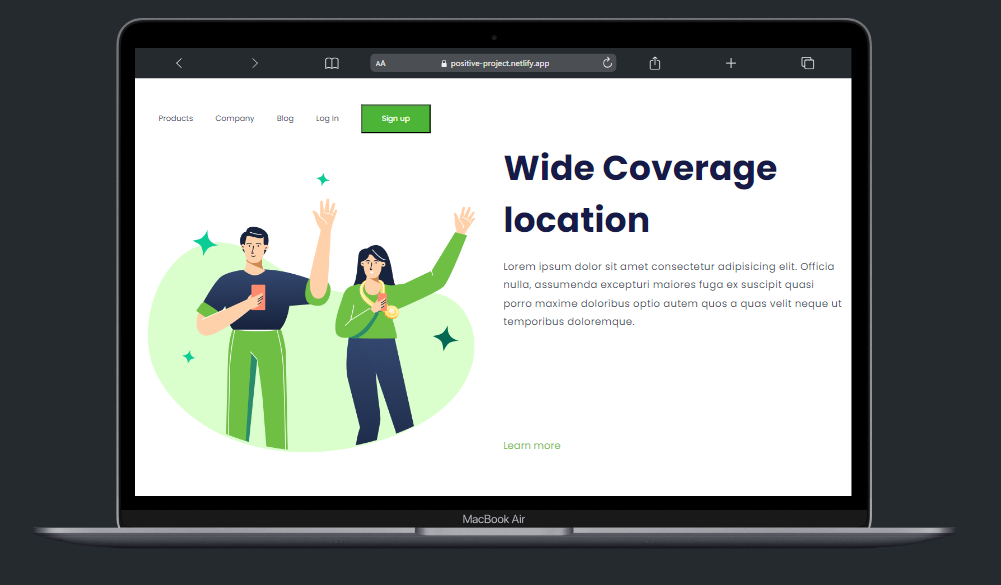 AA positive-project.netlify.app
Products Company Blog Log In Sign up
Wide Coverage
location
Lorem ipsum dolor sit amet consectetur adipisicing elit. Officia
nulla, assumenda excepturi maiores fuga ex suscipit quasi
porro maxime doloribus optio autem quos a quas velit neque ut
temporibus doloremque.
Learn more
MacBook Air